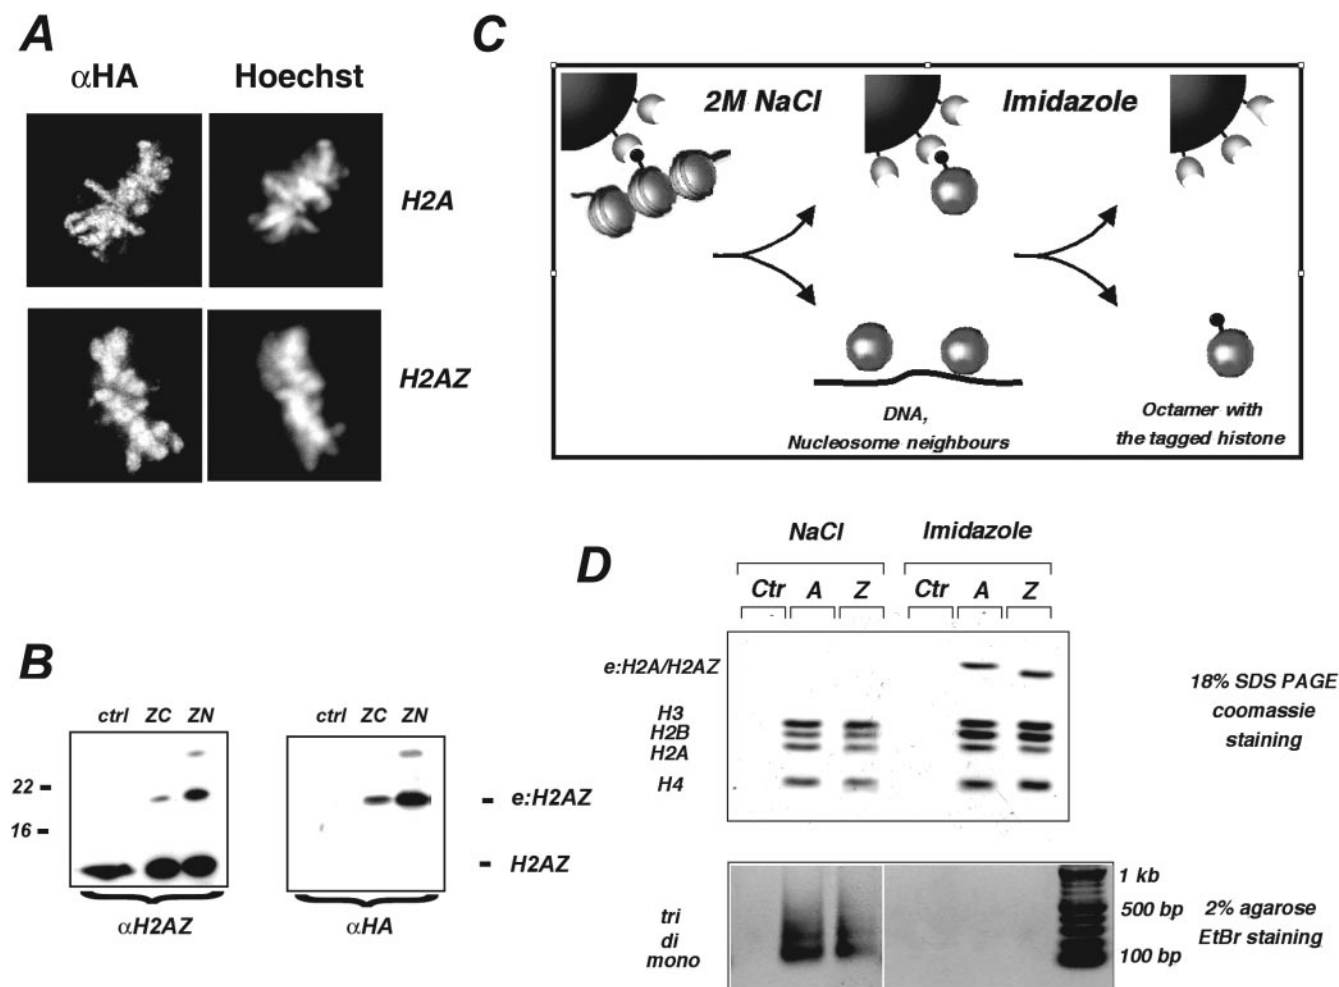 A
αHA Hoechst
H2A
H2AZ
C
2M NaCl Imidazole
DNA,
Nucleosome neighbours
Octamer with
the tagged histone
B
ctrl ZC ZN ctrl ZC ZN
22
16
e:H2AZ
H2AZ
αH2AZ αHA
D
NaCl Imidazole
Ctr A Z Ctr A Z
e:H2A/H2AZ
H3
H2B
H2A
H4
18% SDS PAGE
coomassie
staining
tri
di
mono
1 kb
500 bp
100 bp
2% agarose
EtBr staining